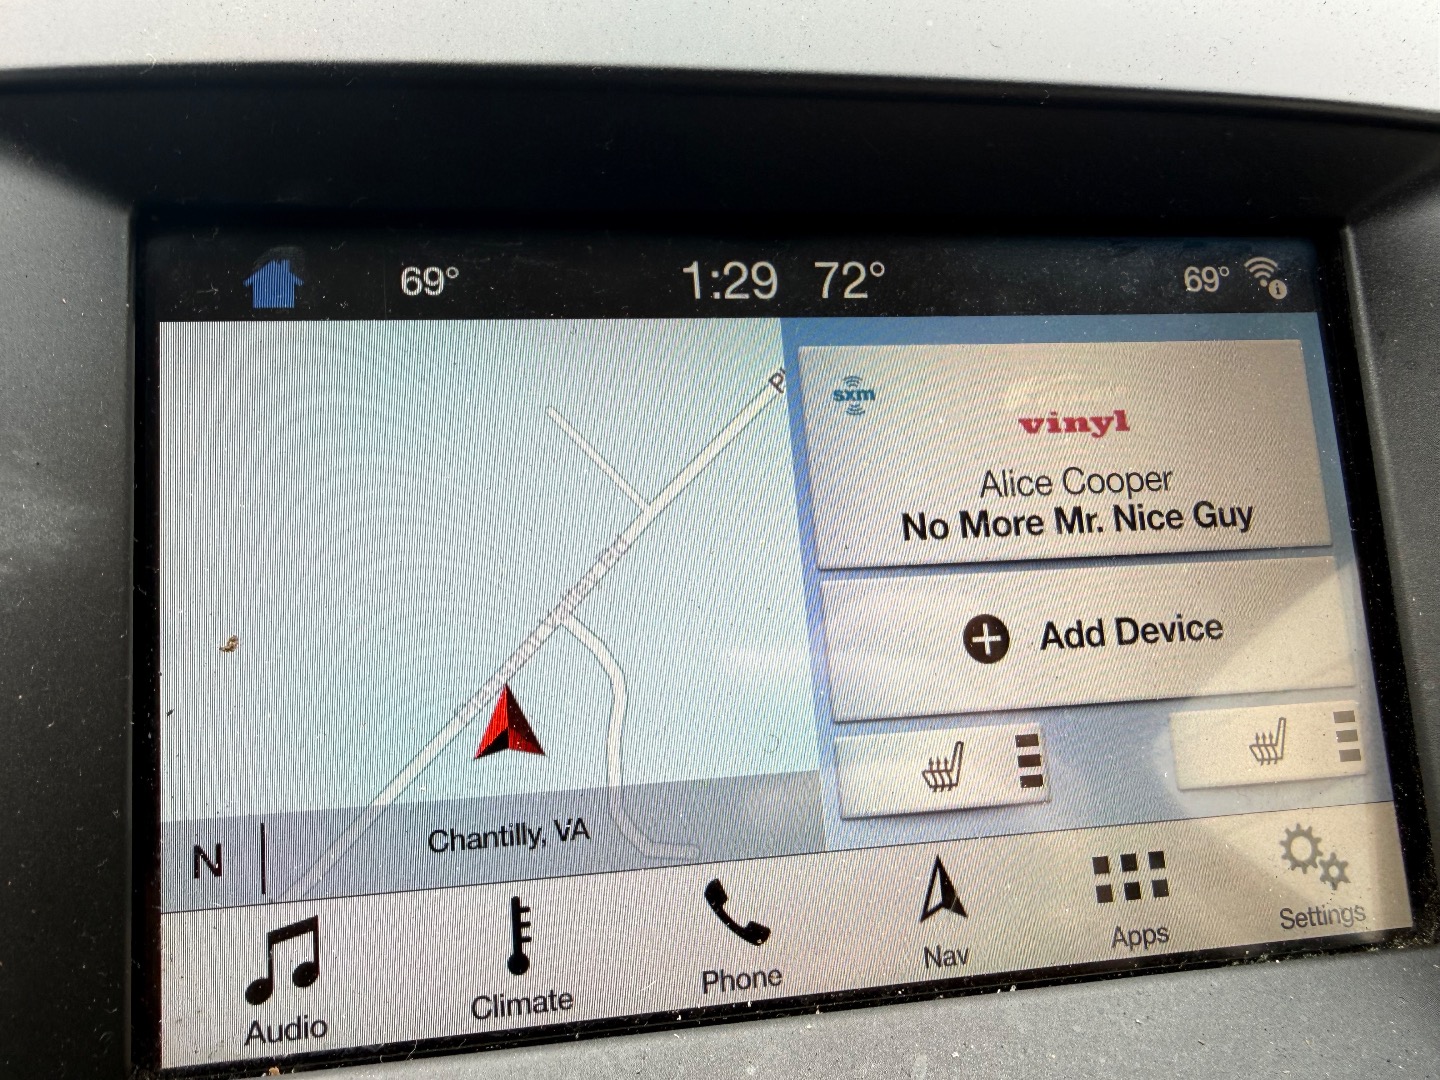 69° 1:29 72° 69°
sxm
vinyl
Alice Cooper
No More Mr. Nice Guy
Add Device
N
Chantilly, VA
Audio
Climate
Phone
Nav
Apps
Settings